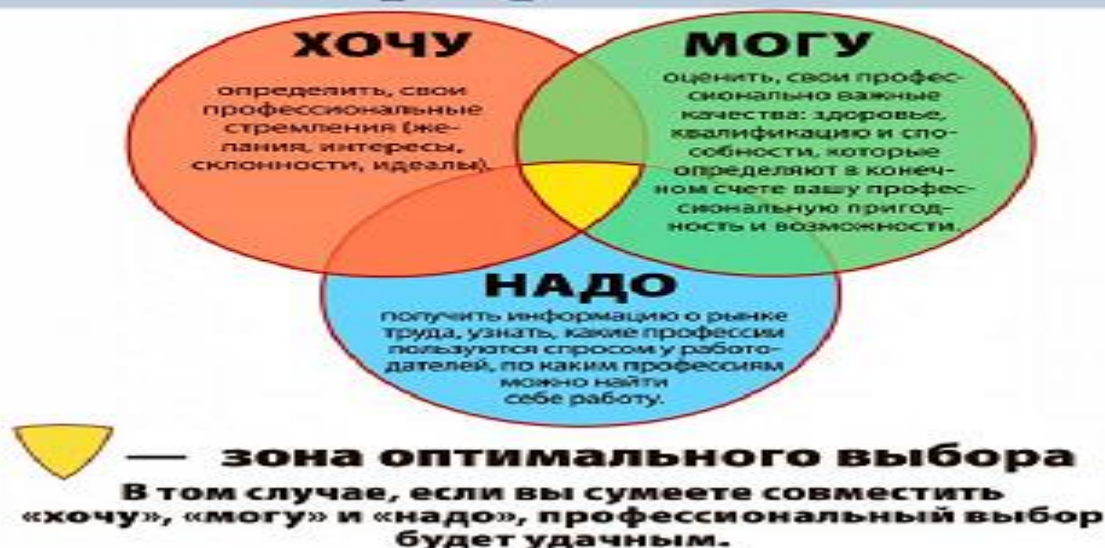 ХОЧУ
определить, свои
профессиональные
стремления (же-
лания, интересы,
склонности, идеалы).
МОГУ
оценить, свои профес-
сионально важные
качества: здоровье,
квалификацию и спо-
собности, которые
определяют в конеч-
ном счете вашу профес-
сиональную пригод-
ность и возможности.
НАДО
получить информацию о рынке
труда, узнать, какие профессии
пользуются спросом у работо-
дателей, по каким профессиям
можно найти
себе работу.
— зона оптимального выбора
В том случае, если вы сумеете совместить
«хочу», «могу» и «надо», профессиональный выбор
будет удачным.